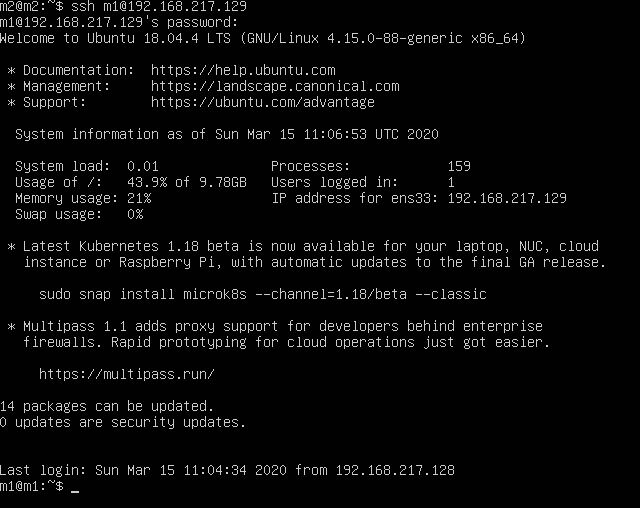 m2@m2:~$ ssh m1@192.168.217.129
m1@192.168.217.129's password:
Welcome to Ubuntu 18.04.4 LTS (GNU/Linux 4.15.0-88-generic x86_64)
* Documentation:  https://help.ubuntu.com
* Management:     https://landscape.canonical.com
* Support:        https://ubuntu.com/advantage
System information as of Sun Mar 15 11:06:53 UTC 2020
System load:  0.01              Processes:            159
Usage of /:   43.9% of 9.78GB   Users logged in:      1
Memory usage: 21%               IP address for ens33: 192.168.217.129
Swap usage:   0%
* Latest Kubernetes 1.18 beta is now available for your laptop, NUC, cloud
instance or Raspberry Pi, with automatic updates to the final GA release.
sudo snap install microk8s --channel=1.18/beta --classic
* Multipass 1.1 adds proxy support for developers behind enterprise
firewalls. Rapid prototyping for cloud operations just got easier.
https://multipass.run/
14 packages can be updated.
0 updates are security updates.
Last login: Sun Mar 15 11:04:34 2020 from 192.168.217.128
m1@m1:~$ _